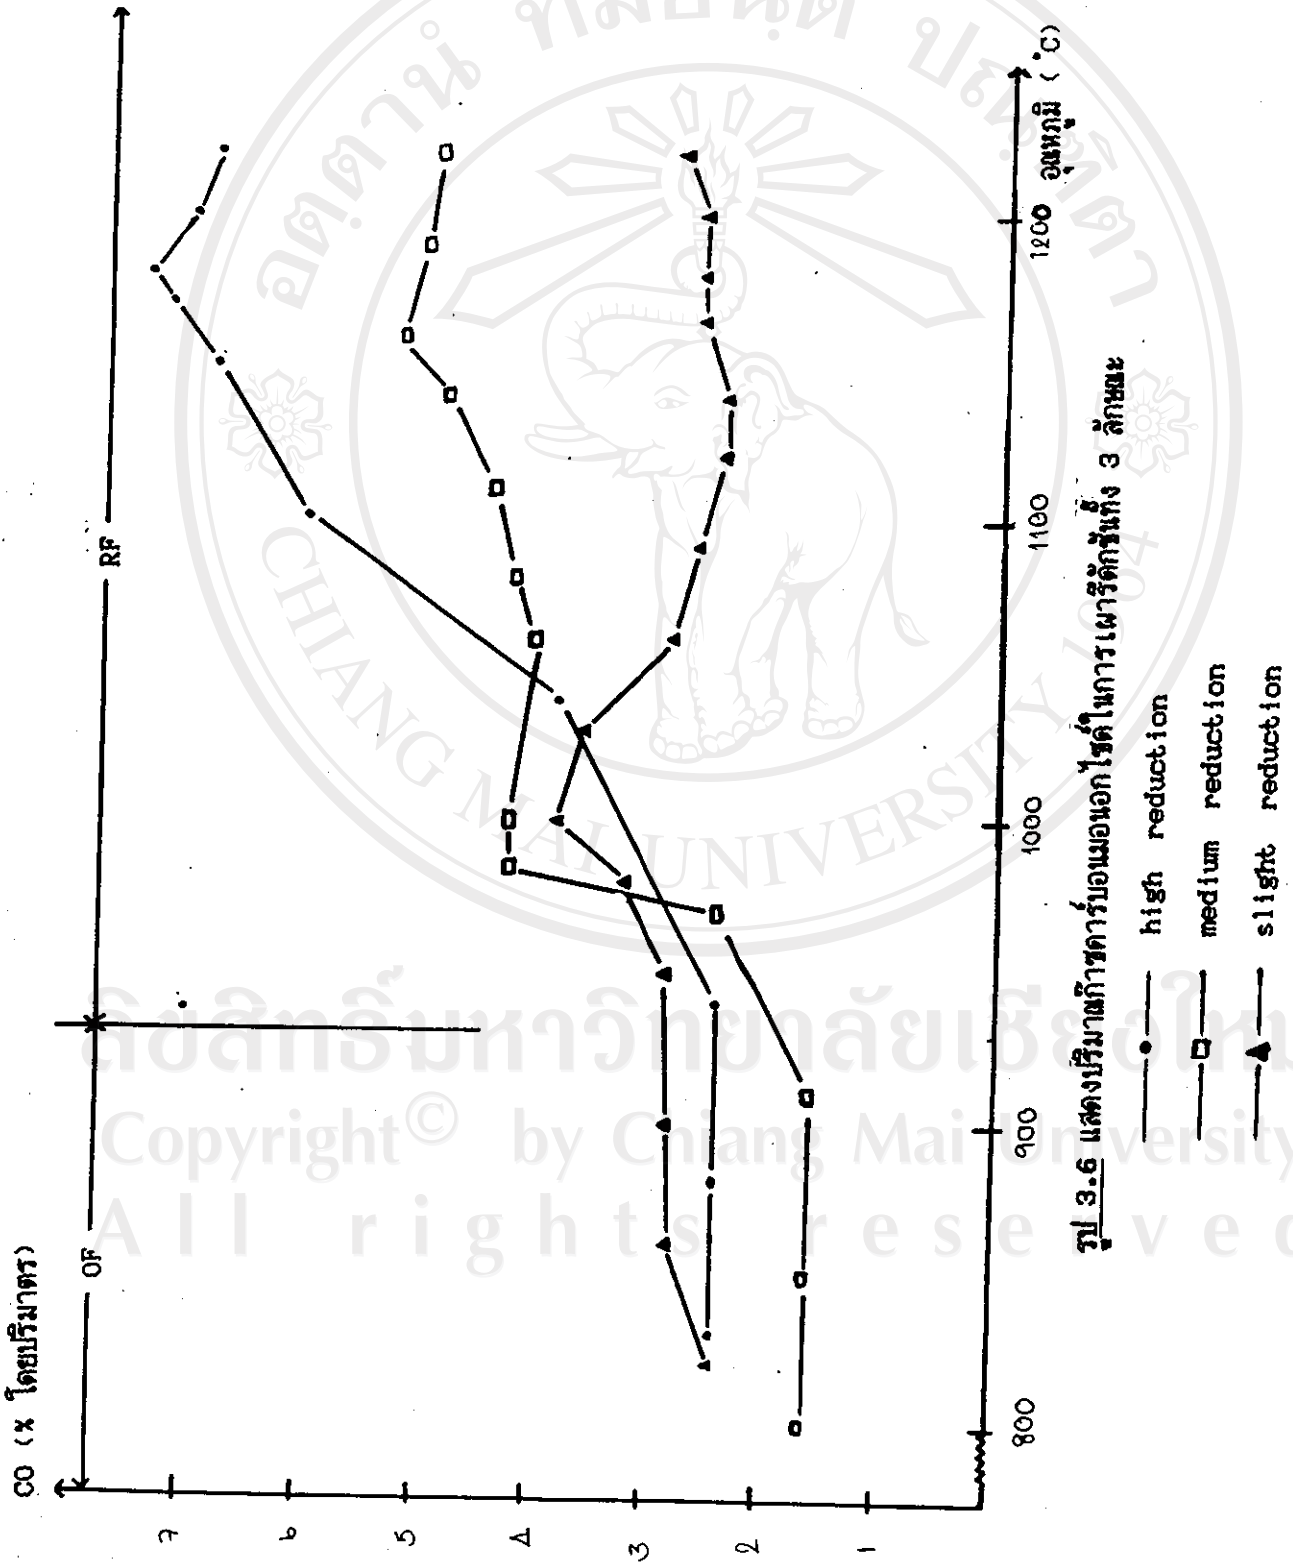 CO (% โดยปริมาตร)
OF
RF
7
6
5
4
3
2
1
800
900
1000
1100
1200
อุณหภูมิ (°C)
รูป 3.6 แสดงปริมาณก๊าซคาร์บอนมอนอกไซด์ในการเผารีดักชันทั้ง 3 ลักษณะ
high reduction
medium reduction
slight reduction
CHIANG MAI UNIVERSITY 1964
ลิขสิทธิ์มหาวิทยาลัยเชียงใหม
Copyright© by Chiang Mai University
All rights reserved